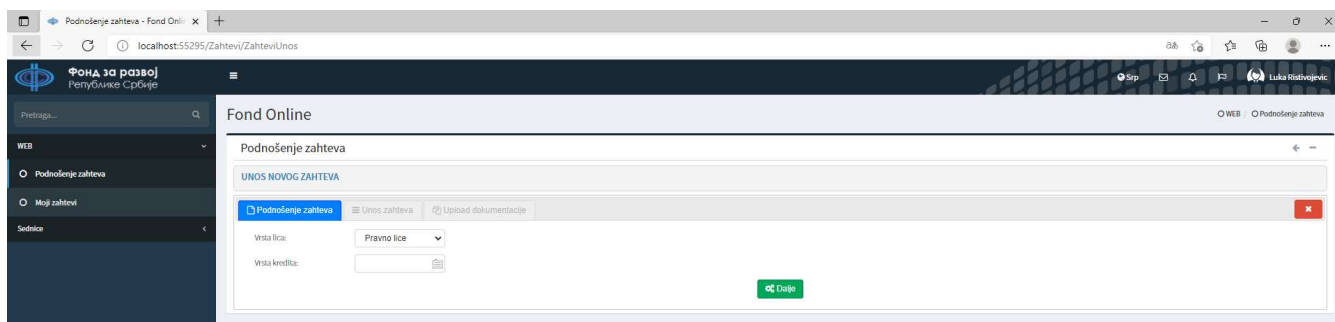 Podnošenje zahteva - Fond Onli
localhost:55295/Zahtevi/ZahteviUnos
Фонд за развој
Републике Србије
Srp
Luka Ristivojevic
Pretraga...
Fond Online
WEB / Podnošenje zahteva
WEB
Podnošenje zahteva
Podnošenje zahteva
UNOS NOVOG ZAHTEVA
Moji zahtevi
Podnošenje zahteva
Unos zahteva
Upload dokumentacije
Sednice
Vrsta lica:
Pravno lice
Vrsta kredita:
Dalje